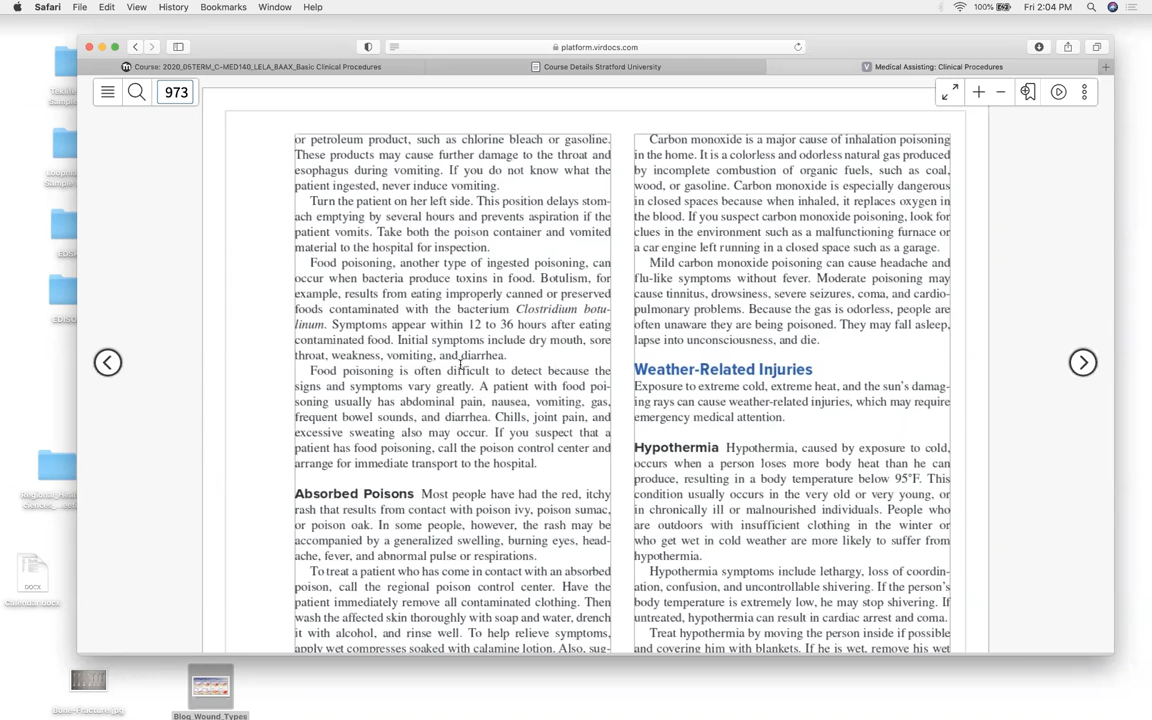 Safari File Edit View History Bookmarks Window Help
100% Fri 2:04 PM
platform.virdocs.com
Course: 2020_05TERM_C-MED140_LELA_8AAX_Basic Clinical Procedures
Course Details Stratford University
Medical Assisting: Clinical Procedures
973
or petroleum product, such as chlorine bleach or gasoline.
These products may cause further damage to the throat and
esophagus during vomiting. If you do not know what the
patient ingested, never induce vomiting.
Turn the patient on her left side. This position delays stom-
ach emptying by several hours and prevents aspiration if the
patient vomits. Take both the poison container and vomited
material to the hospital for inspection.
Food poisoning, another type of ingested poisoning, can
occur when bacteria produce toxins in food. Botulism, for
example, results from eating improperly canned or preserved
foods contaminated with the bacterium Clostridium botu-
linum. Symptoms appear within 12 to 36 hours after eating
contaminated food. Initial symptoms include dry mouth, sore
throat, weakness, vomiting, and diarrhea.
Food poisoning is often difficult to detect because the
signs and symptoms vary greatly. A patient with food poi-
soning usually has abdominal pain, nausea, vomiting, gas,
frequent bowel sounds, and diarrhea. Chills, joint pain, and
excessive sweating also may occur. If you suspect that a
patient has food poisoning, call the poison control center and
arrange for immediate transport to the hospital.
Absorbed Poisons Most people have had the red, itchy
rash that results from contact with poison ivy, poison sumac,
or poison oak. In some people, however, the rash may be
accompanied by a generalized swelling, burning eyes, head-
ache, fever, and abnormal pulse or respirations.
To treat a patient who has come in contact with an absorbed
poison, call the regional poison control center. Have the
patient immediately remove all contaminated clothing. Then
wash the affected skin thoroughly with soap and water, drench
it with alcohol, and rinse well. To help relieve symptoms,
apply wet compresses soaked with calamine lotion. Also, sug-
Carbon monoxide is a major cause of inhalation poisoning
in the home. It is a colorless and odorless natural gas produced
by incomplete combustion of organic fuels, such as coal,
wood, or gasoline. Carbon monoxide is especially dangerous
in closed spaces because when inhaled, it replaces oxygen in
the blood. If you suspect carbon monoxide poisoning, look for
clues in the environment such as a malfunctioning furnace or
a car engine left running in a closed space such as a garage.
Mild carbon monoxide poisoning can cause headache and
flu-like symptoms without fever. Moderate poisoning may
cause tinnitus, drowsiness, severe seizures, coma, and cardio-
pulmonary problems. Because the gas is odorless, people are
often unaware they are being poisoned. They may fall asleep,
lapse into unconsciousness, and die.
Weather-Related Injuries
Exposure to extreme cold, extreme heat, and the sun's damag-
ing rays can cause weather-related injuries, which may require
emergency medical attention.
Hypothermia Hypothermia, caused by exposure to cold,
occurs when a person loses more body heat than he can
produce, resulting in a body temperature below 95°F. This
condition usually occurs in the very old or very young, or
in chronically ill or malnourished individuals. People who
are outdoors with insufficient clothing in the winter or
who get wet in cold weather are more likely to suffer from
hypothermia.
Hypothermia symptoms include lethargy, loss of coordin-
ation, confusion, and uncontrollable shivering. If the person's
body temperature is extremely low, he may stop shivering. If
untreated, hypothermia can result in cardiac arrest and coma.
Treat hypothermia by moving the person inside if possible
and covering him with blankets. If he is wet, remove his wet
DOCX
Calendar.docx
Bone-Fracture.jpg
Blog_Wound_Types